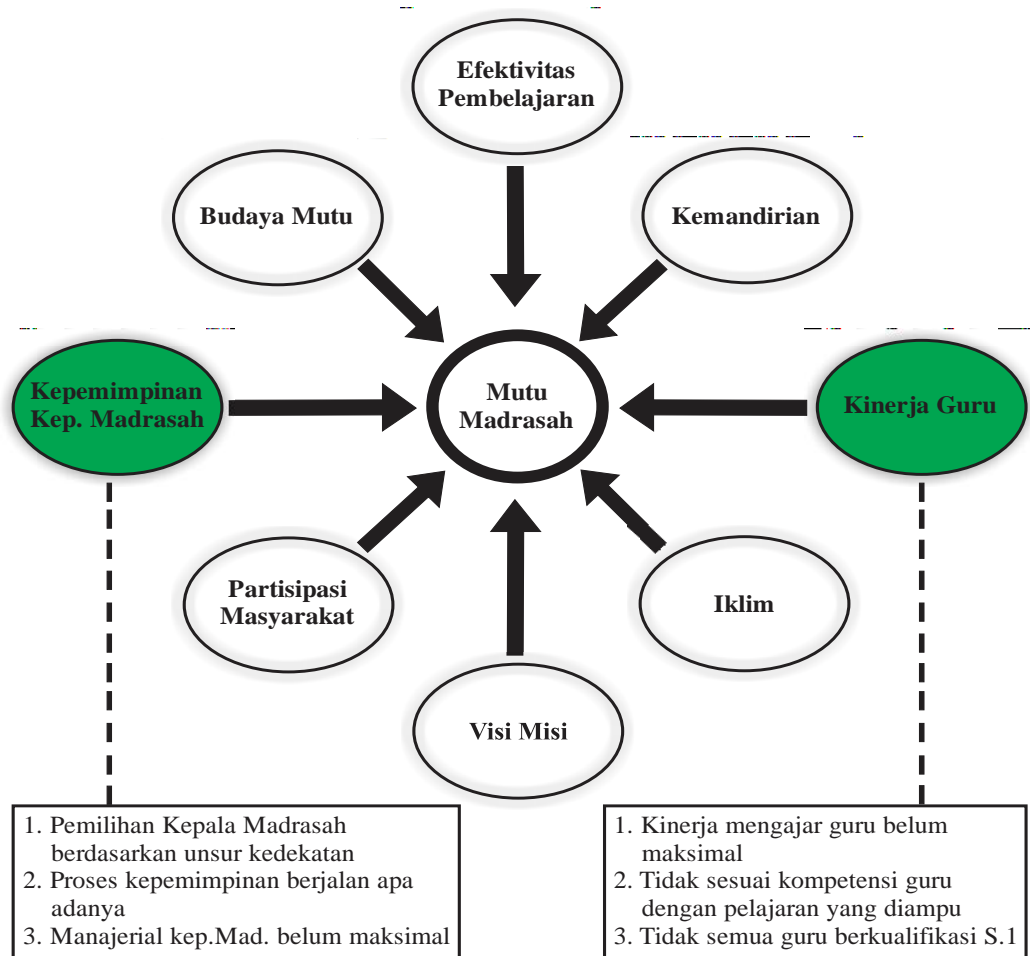 Efektivitas
Pembelajaran
Budaya Mutu
Kemandirian
Kepemimpinan
Kep. Madrasah
Mutu
Madrasah
Kinerja Guru
Partisipasi
Masyarakat
Iklim
Visi Misi
1. Pemilihan Kepala Madrasah
berdasarkan unsur kedekatan
2. Proses kepemimpinan berjalan apa
adanya
3. Manajerial kep.Mad. belum maksimal
1. Kinerja mengajar guru belum
maksimal
2. Tidak sesuai kompetensi guru
dengan pelajaran yang diampu
3. Tidak semua guru berkualifikasi S.1